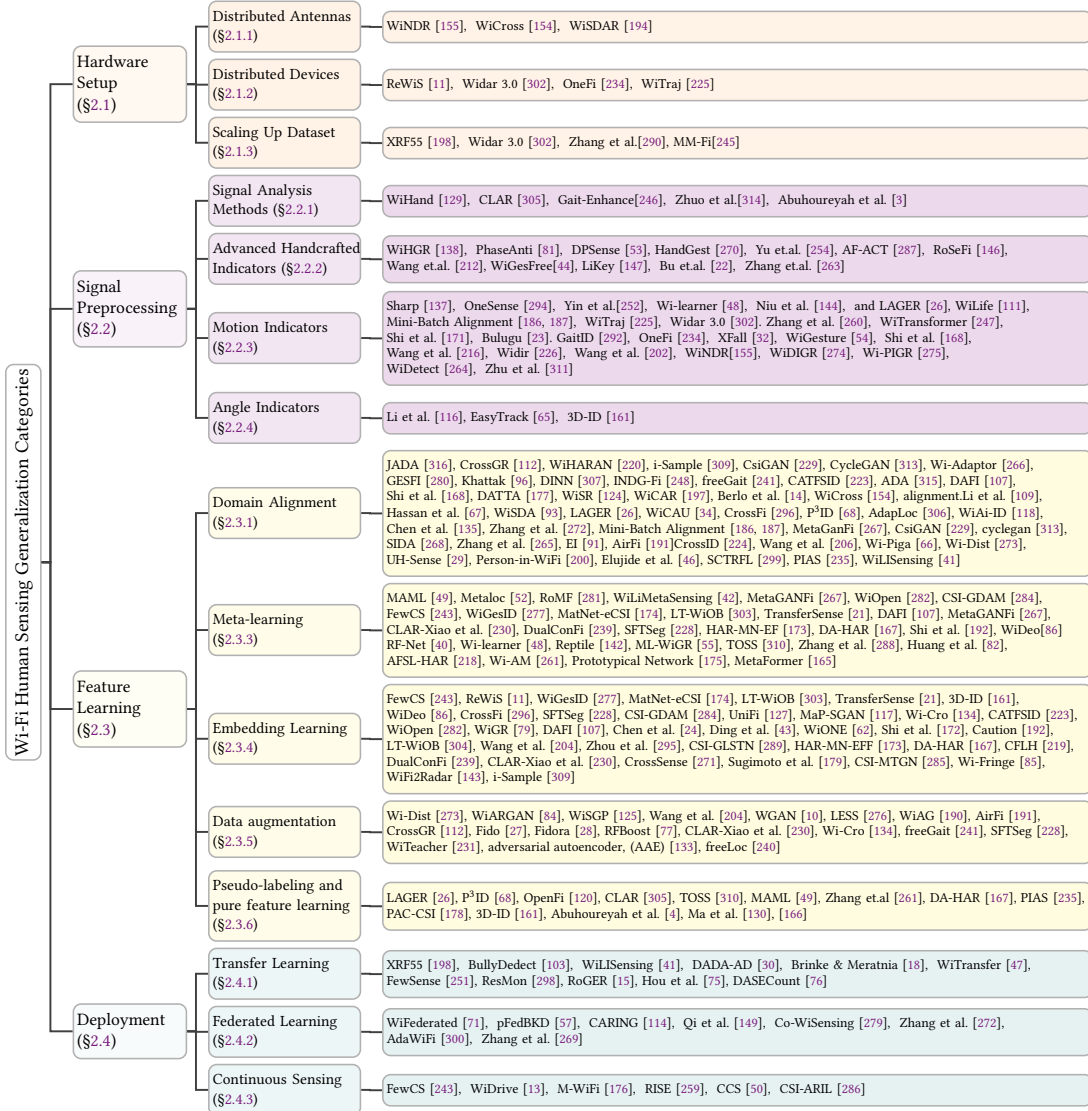 Wi-Fi Human Sensing Generalization Categories
Hardware
Setup
(§2.1)
Distributed Antennas
(§2.1.1)
WiNDR [155], WiCross [154], WiSDAR [194]
Distributed Devices
(§2.1.2)
ReWiS [11], Widar 3.0 [302], OneFi [234], WiTraj [225]
Scaling Up Dataset
(§2.1.3)
XRF55 [198], Widar 3.0 [302], Zhang et al.[290], MM-Fi[245]
Signal
Preprocessing
(§2.2)
Signal Analysis
Methods (§2.2.1)
WiHand [129], CLAR [305], Gait-Enhance[246], Zhuo et al.[314], Abuhoureyah et al. [3]
Advanced Handcrafted
Indicators (§2.2.2)
WiHGR [138], PhaseAnti [81], DPSense [53], HandGest [270], Yu et.al. [254], AF-ACT [287], RoSeFi [146],
Wang et.al. [212], WiGesFree[44], LiKey [147], Bu et.al. [22], Zhang et.al. [263]
Motion Indicators
(§2.2.3)
Sharp [137], OneSense [294], Yin et al.[252], Wi-learner [48], Niu et al. [144], and LAGER [26], WiLife [111],
Mini-Batch Alignment [186, 187], WiTraj [225], Widar 3.0 [302]. Zhang et al. [260], WiTransformer [247],
Shi et al. [171], Bulugu [23]. GaitID [292], OneFi [234], XFall [32], WiGesture [54], Shi et al. [168],
Wang et al. [216], Widir [226], Wang et al. [202], WiNDR[155], WiDIGR [274], Wi-PIGR [275],
WiDetect [264], Zhu et al. [311]
Angle Indicators
(§2.2.4)
Li et al. [116], EasyTrack [65], 3D-ID [161]
Feature
Learning
(§2.3)
Domain Alignment
(§2.3.1)
JADA [316], CrossGR [112], WiHARAN [220], i-Sample [309], CsiGAN [229], CycleGAN [313], Wi-Adaptor [266],
GESFI [280], Khattak [96], DINN [307], INDG-Fi [248], freeGait [241], CATFSID [223], ADA [315], DAFI [107],
Shi et al. [168], DATTA [177], WiSR [124], WiCAR [197], Berlo et al. [14], WiCross [154], alignment.Li et al. [109],
Hassan et al. [67], WiSDA [93], LAGER [26], WiCAU [34], CrossFi [296], P³ID [68], AdapLoc [306], WiAi-ID [118],
Chen et al. [135], Zhang et al. [272], Mini-Batch Alignment [186, 187], MetaGanFi [267], CsiGAN [229], cyclegan [313],
SIDA [268], Zhang et al. [265], EI [91], AirFi [191]CrossID [224], Wang et al. [206], Wi-Piga [66], Wi-Dist [273],
UH-Sense [29], Person-in-WiFi [200], Elujide et al. [46], SCTRFL [299], PIAS [235], WiLISensing [41]
Meta-learning
(§2.3.3)
MAML [49], Metaloc [52], RoMF [281], WiLiMetaSensing [42], MetaGANFi [267], WiOpen [282], CSI-GDAM [284],
FewCS [243], WiGesID [277], MatNet-eCSI [174], LT-WiOB [303], TransferSense [21], DAFI [107], MetaGANFi [267],
CLAR-Xiao et al. [230], DualConFi [239], SFTSeg [228], HAR-MN-EF [173], DA-HAR [167], Shi et al. [192], WiDeo[86]
RF-Net [40], Wi-learner [48], Reptile [142], ML-WiGR [55], TOSS [310], Zhang et al. [288], Huang et al. [82],
AFSL-HAR [218], Wi-AM [261], Prototypical Network [175], MetaFormer [165]
Embedding Learning
(§2.3.4)
FewCS [243], ReWiS [11], WiGesID [277], MatNet-eCSI [174], LT-WiOB [303], TransferSense [21], 3D-ID [161],
WiDeo [86], CrossFi [296], SFTSeg [228], CSI-GDAM [284], UniFi [127], MaP-SGAN [117], Wi-Cro [134], CATFSID [223],
WiOpen [282], WiGR [79], DAFI [107], Chen et al. [24], Ding et al. [43], WiONE [62], Shi et al. [172], Caution [192],
LT-WiOB [304], Wang et al. [204], Zhou et al. [295], CSI-GLSTN [289], HAR-MN-EFF [173], DA-HAR [167], CFLH [219],
DualConFi [239], CLAR-Xiao et al. [230], CrossSense [271], Sugimoto et al. [179], CSI-MTGN [285], Wi-Fringe [85],
WiFi2Radar [143], i-Sample [309]
Data augmentation
(§2.3.5)
Wi-Dist [273], WiARGAN [84], WiSGP [125], Wang et al. [204], WGAN [10], LESS [276], WiAG [190], AirFi [191],
CrossGR [112], Fido [27], Fidora [28], RFBoost [77], CLAR-Xiao et al. [230], Wi-Cro [134], freeGait [241], SFTSeg [228],
WiTeacher [231], adversarial autoencoder, (AAE) [133], freeLoc [240]
Pseudo-labeling and
pure feature learning
(§2.3.6)
LAGER [26], P³ID [68], OpenFi [120], CLAR [305], TOSS [310], MAML [49], Zhang et.al [261], DA-HAR [167], PIAS [235],
PAC-CSI [178], 3D-ID [161], Abuhoureyah et al. [4], Ma et al. [130], [166]
Deployment
(§2.4)
Transfer Learning
(§2.4.1)
XRF55 [198], BullyDedect [103], WiLISensing [41], DADA-AD [30], Brinke & Meratnia [18], WiTransfer [47],
FewSense [251], ResMon [298], RoGER [15], Hou et al. [75], DASECount [76]
Federated Learning
(§2.4.2)
WiFederated [71], pFedBKD [57], CARING [114], Qi et al. [149], Co-WiSensing [279], Zhang et al. [272],
AdaWiFi [300], Zhang et al. [269]
Continuous Sensing
(§2.4.3)
FewCS [243], WiDrive [13], M-WiFi [176], RISE [259], CCS [50], CSI-ARIL [286]